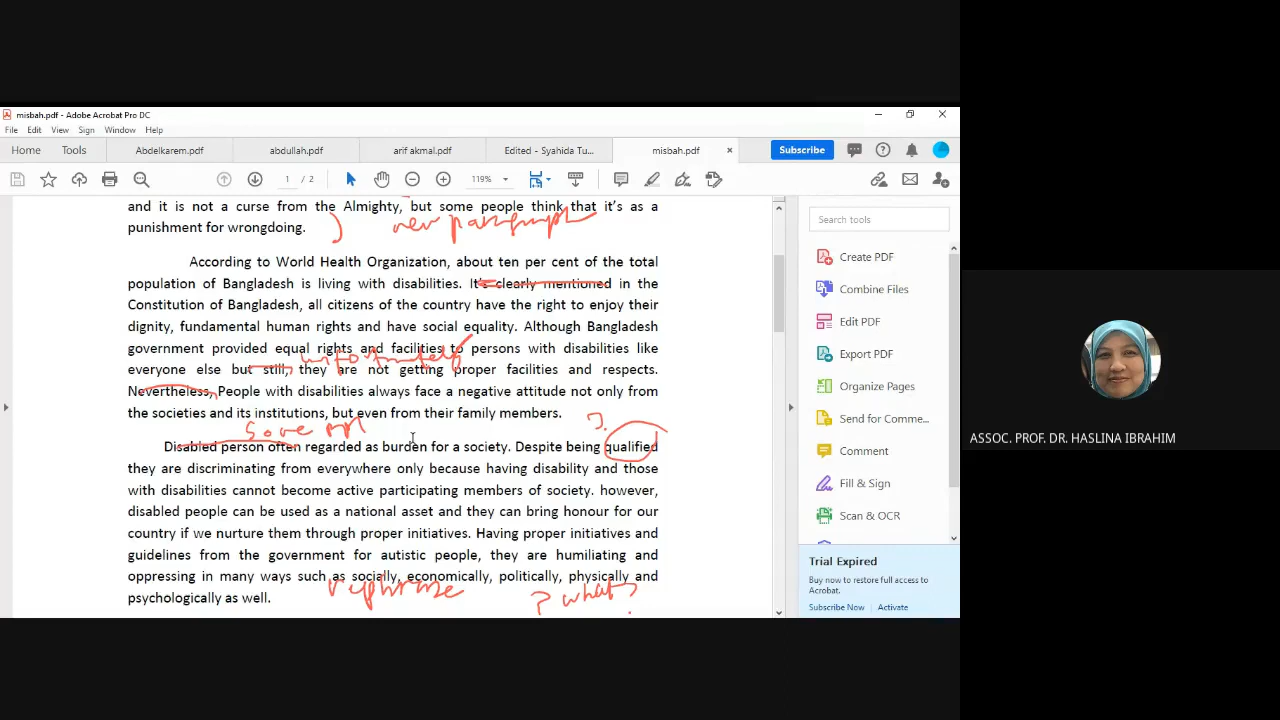 misbah.pdf - Adobe Acrobat Pro DC
File Edit View Sign Window Help
Home Tools Abdelkarem.pdf abdullah.pdf arif akmal.pdf Edited - Syahida Tu... misbah.pdf × Subscribe
1 / 2 119%
and it is not a curse from the Almighty, but some people think that it's as a
punishment for wrongdoing.
new paragraph
According to World Health Organization, about ten per cent of the total
population of Bangladesh is living with disabilities. It's clearly mentioned in the
Constitution of Bangladesh, all citizens of the country have the right to enjoy their
dignity, fundamental human rights and have social equality. Although Bangladesh
government provided equal rights and facilities to persons with disabilities like
unfortunately
everyone else but still, they are not getting proper facilities and respects.
Nevertheless, People with disabilities always face a negative attitude not only from
the societies and its institutions, but even from their family members.
?
Disabled person often regarded as burden for a society. Despite being qualified
they are discriminating from everywhere only because having disability and those
with disabilities cannot become active participating members of society. however,
disabled people can be used as a national asset and they can bring honour for our
country if we nurture them through proper initiatives. Having proper initiatives and
guidelines from the government for autistic people, they are humiliating and
oppressing in many ways such as socially, economically, politically, physically and
psychologically as well.
rephrase ? what?
Search tools
Create PDF
Combine Files
Edit PDF
Export PDF
Organize Pages
Send for Comme...
Comment
Fill & Sign
Scan & OCR
Trial Expired
Buy now to restore full access to
Acrobat.
Subscribe Now Activate
ASSOC. PROF. DR. HASLINA IBRAHIM